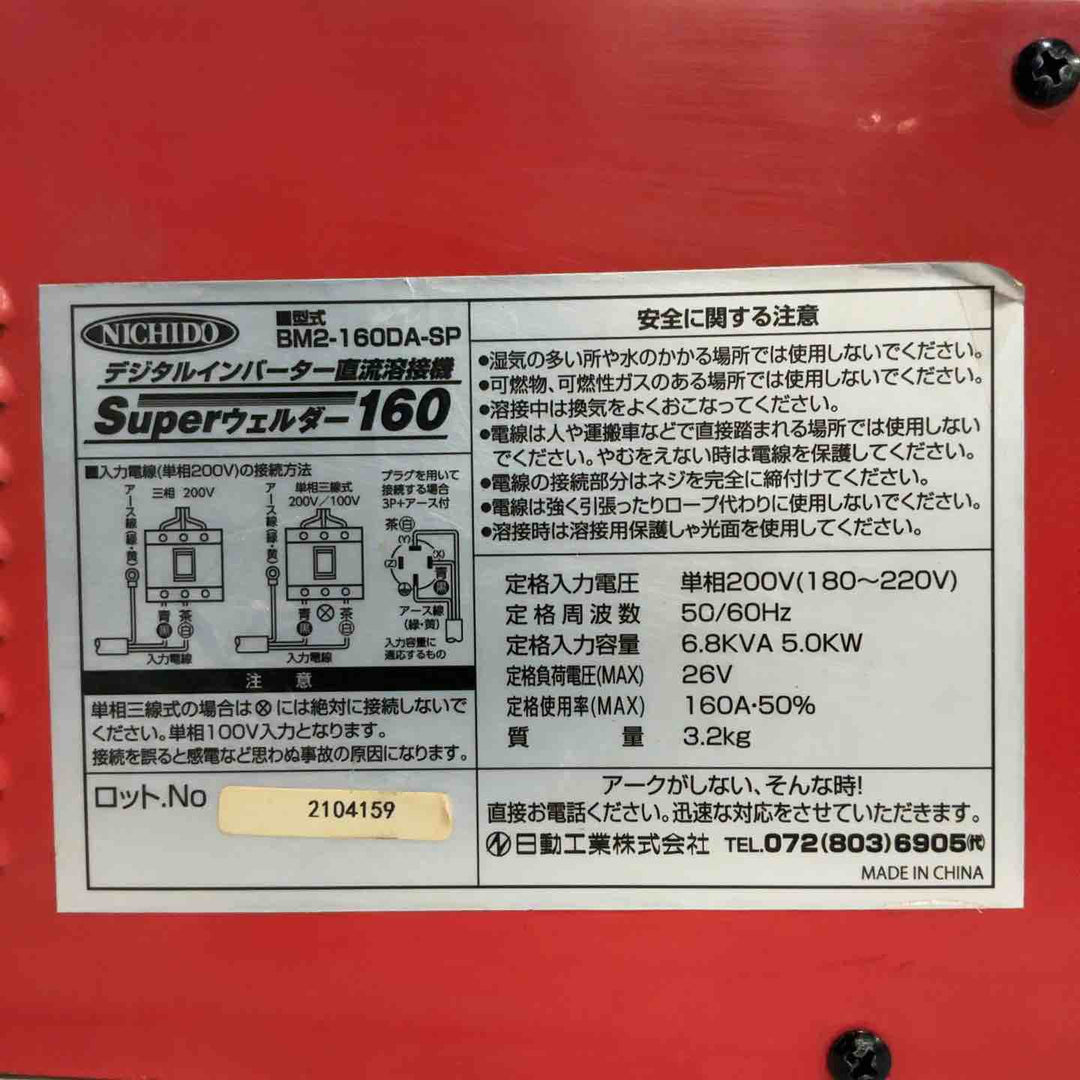 NICHIDO
■型式
BM2-160DA-SP
デジタルインバーター直流溶接機
Superウェルダー160
■入力電線(単相200V)の接続方法
アース線(緑・黄)
三相 200V
青
黒
茶
白
入力電線
アース線(緑・黄)
単相三線式
200V／100V
青
黒
茶
白
入力電線
プラグを用いて
接続する場合
3P+アース付
茶白
(Y)
(X)
(Z)
青
黒
アース線
(緑・黄)
入力容量に
適応するもの
注 意
単相三線式の場合は⊗には絶対に接続しないで
ください。単相100V入力となります。
接続を誤ると感電など思わぬ事故の原因になります。
ロット.No
2104159
安全に関する注意
●湿気の多い所や水のかかる場所では使用しないでください。
●可燃物、可燃性ガスのある場所では使用しないでください。
●溶接中は換気をよくおこなってください。
●電線は人や運搬車などで直接踏まれる場所では使用しない
でください。やむをえない時は電線を保護してください。
●電線の接続部分はネジを完全に締付けてください。
●電線は強く引張ったりロープ代わりに使用しないでください。
●溶接時は溶接用保護しゃ光面を使用してください。
定格入力電圧 単相200V(180～220V)
定格周波数 50/60Hz
定格入力容量 6.8KVA 5.0KW
定格負荷電圧(MAX) 26V
定格使用率(MAX) 160A・50%
質 量 3.2kg
アークがしない、そんな時!
直接お電話ください。迅速な対応をさせていただきます。
日動工業株式会社 TEL.072(803)6905㈹
MADE IN CHINA